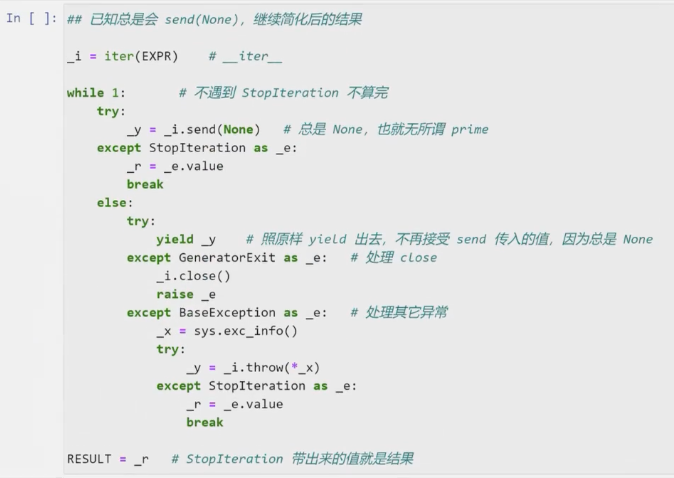 In [ ]: ## 已知总是会 send(None), 继续简化后的结果
_i = iter(EXPR)    # __iter__
while 1:       # 不遇到 StopIteration 不算完
    try:
        _y = _i.send(None)   # 总是 None, 也就无所谓 prime
    except StopIteration as _e:
        _r = _e.value
        break
    else:
        try:
            yield _y    # 照原样 yield 出去, 不再接受 send 传入的值, 因为总是 None
        except GeneratorExit as _e:   # 处理 close
            _i.close()
            raise _e
        except BaseException as _e:   # 处理其它异常
            _x = sys.exc_info()
            try:
                _y = _i.throw(*_x)
            except StopIteration as _e:
                _r = _e.value
                break
RESULT = _r   # StopIteration 带出来的值就是结果